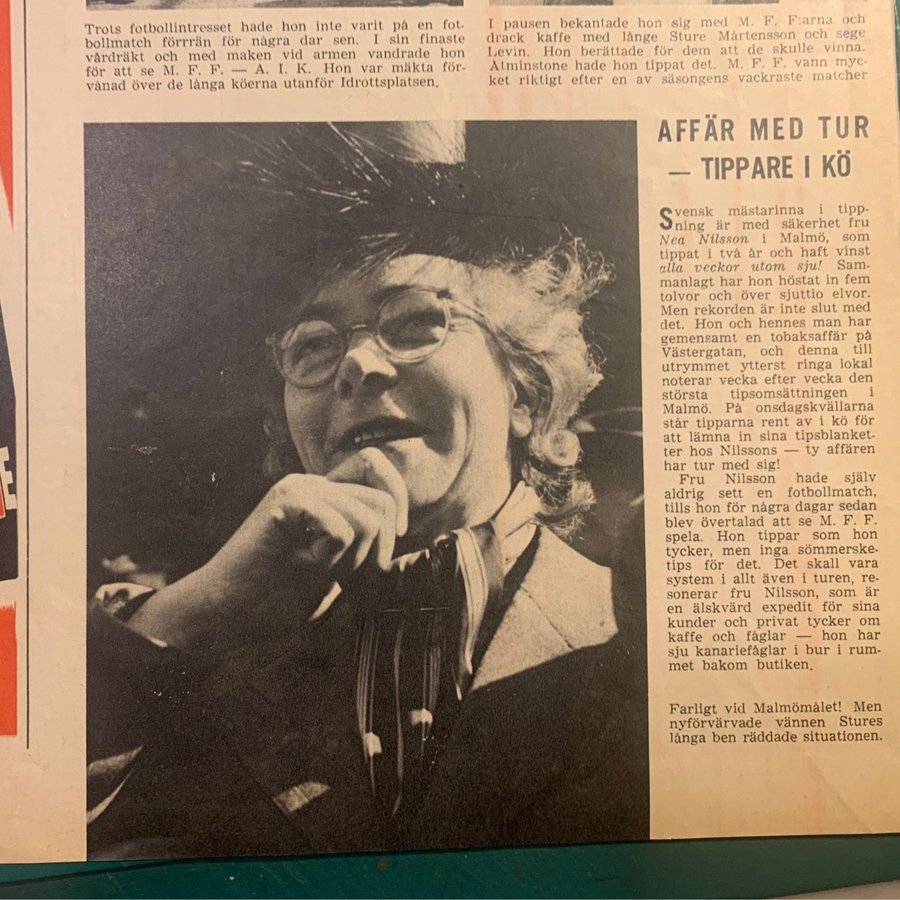 Trots fotbollintresset hade hon inte varit på en fot-
bollmatch förrrän för några dar sen. I sin finaste
vårdräkt och med maken vid armen vandrade hon
för att se M. F. F. — A. I. K. Hon var mäkta för-
vånad över de långa köerna utanför Idrottsplatsen.
I pausen bekantade hon sig med M. F. F:arna och
drack kaffe med långe Sture Mårtensson och sege
Levin. Hon berättade för dem att de skulle vinna.
Atminstone hade hon tippat det. M. F. F. vann myc-
ket riktigt efter en av säsongens vackraste matcher
AFFÄR MED TUR
— TIPPARE I KÖ
Svensk mästarinna i tipp-
ning är med säkerhet fru
Nea Nilsson i Malmö, som
tippat i två år och haft vinst
alla veckor utom sju! Sam-
manlagt har hon höstat in fem
tolvor och över sjuttio elvor.
Men rekorden är inte slut med
det. Hon och hennes man har
gemensamt en tobaksaffär på
Västergatan, och denna till
utrymmet ytterst ringa lokal
noterar vecka efter vecka den
största tipsomsättningen i
Malmö. På onsdagskvällarna
står tipparna rent av i kö för
att lämna in sina tipsblanket-
ter hos Nilssons — ty affären
har tur med sig!
Fru Nilsson hade själv
aldrig sett en fotbollmatch,
tills hon för några dagar sedan
blev övertalad att se M. F. F.
spela. Hon tippar som hon
tycker, men inga sömmerske-
tips för det. Det skall vara
system i allt även i turen, re-
sonerar fru Nilsson, som är
en älskvärd expedit för sina
kunder och privat tycker om
kaffe och fåglar — hon har
sju kanariefåglar i bur i rum-
met bakom butiken.
Farligt vid Malmömålet! Men
nyförvärvade vännen Stures
långa ben räddade situationen.